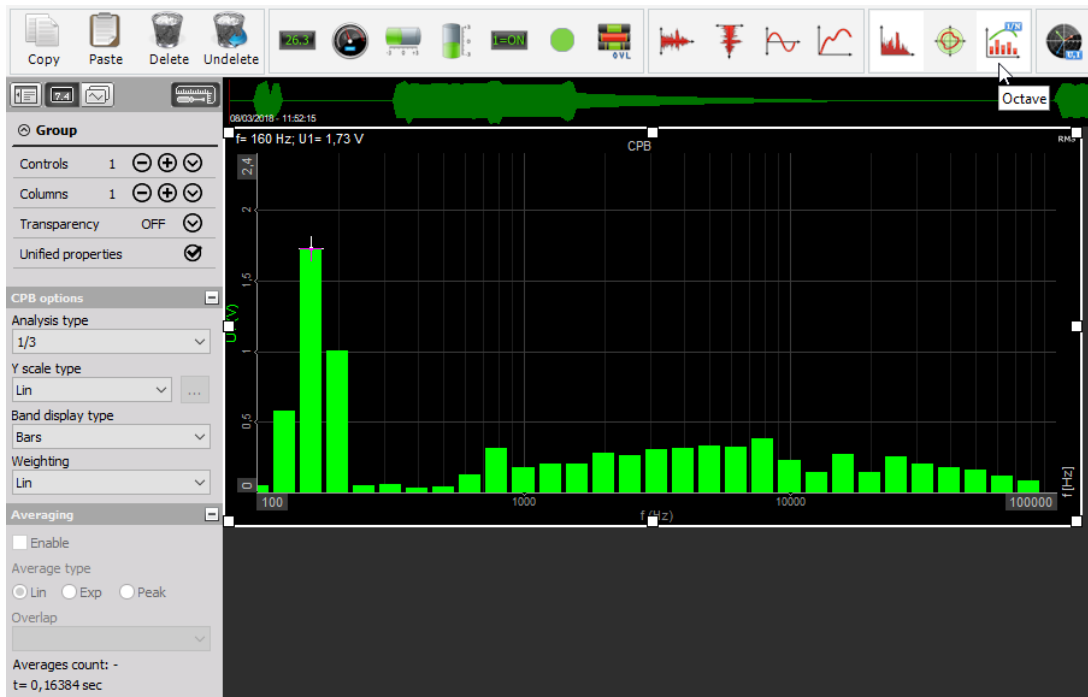 Copy
Paste
Delete
Undelete
26.3
1=ON
OVL
1/N
U,T
Octave
7.4
08/03/2018 - 11:52:15
Group
Controls 1
Columns 1
Transparency OFF
Unified properties
CPB options
Analysis type
1/3
Y scale type
Lin
...
Band display type
Bars
Weighting
Lin
Averaging
Enable
Average type
Lin Exp Peak
Overlap
Averages count: -
t= 0,16384 sec
f= 160 Hz; U1= 1,73 V
CPB
RMS
2,4
2
1,5
1
0,5
0
100
1000
10000
100000
f (Hz)
f [Hz]